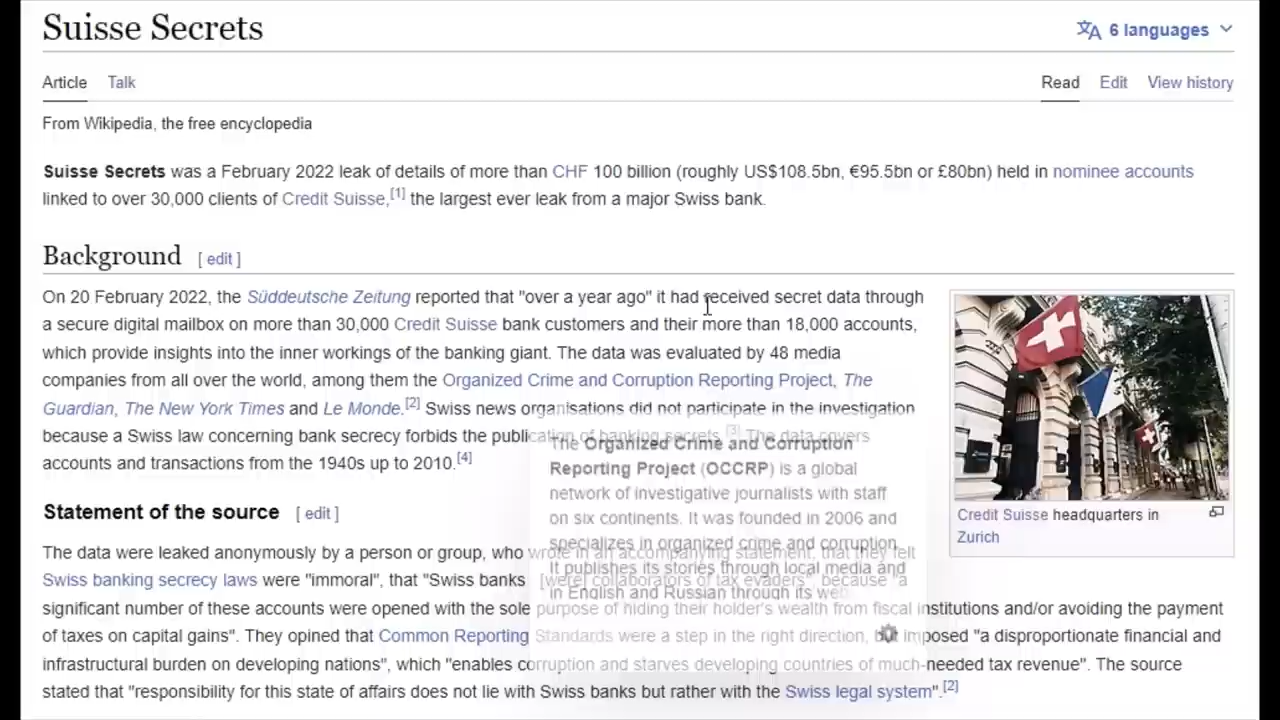 Suisse Secrets
6 languages
Article Talk
Read Edit View history
From Wikipedia, the free encyclopedia
Suisse Secrets was a February 2022 leak of details of more than CHF 100 billion (roughly US$108.5bn, €95.5bn or £80bn) held in nominee accounts
linked to over 30,000 clients of Credit Suisse,[1] the largest ever leak from a major Swiss bank.
Background [ edit ]
On 20 February 2022, the Süddeutsche Zeitung reported that "over a year ago" it had received secret data through
a secure digital mailbox on more than 30,000 Credit Suisse bank customers and their more than 18,000 accounts,
which provide insights into the inner workings of the banking giant. The data was evaluated by 48 media
companies from all over the world, among them the Organized Crime and Corruption Reporting Project, The
Guardian, The New York Times and Le Monde.[2] Swiss news organisations did not participate in the investigation
because a Swiss law concerning bank secrecy forbids the publication of banking secrets.[3] The data covers
accounts and transactions from the 1940s up to 2010.[4]
The Organized Crime and Corruption
Reporting Project (OCCRP) is a global
network of investigative journalists with staff
on six continents. It was founded in 2006 and
specializes in organized crime and corruption.
It publishes its stories through local media and
in English and Russian through its web
Credit Suisse headquarters in
Zurich
Statement of the source [ edit ]
The data were leaked anonymously by a person or group, who wrote in an accompanying statement, that they felt
Swiss banking secrecy laws were "immoral", that "Swiss banks [were] collaborators of tax evaders", because "a
significant number of these accounts were opened with the sole purpose of hiding their holder's wealth from fiscal institutions and/or avoiding the payment
of taxes on capital gains". They opined that Common Reporting Standards were a step in the right direction, but imposed "a disproportionate financial and
infrastructural burden on developing nations", which "enables corruption and starves developing countries of much-needed tax revenue". The source
stated that "responsibility for this state of affairs does not lie with Swiss banks but rather with the Swiss legal system".[2]